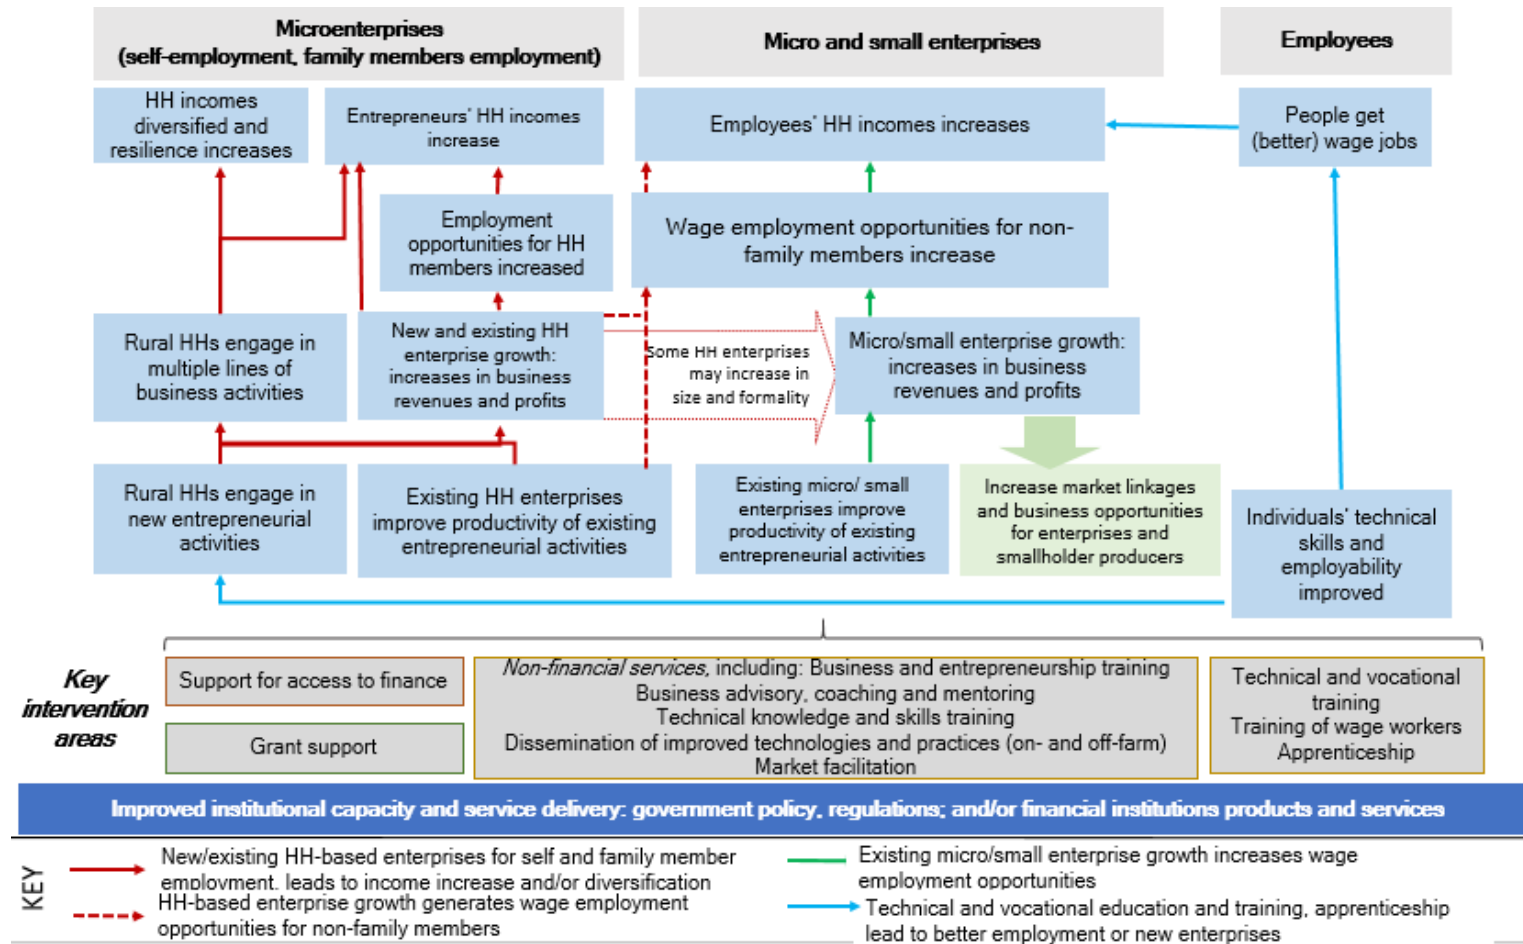 Microenterprises
(self-employment, family members employment)
Micro and small enterprises
Employees
HH incomes
diversified and
resilience increases
Entrepreneurs' HH incomes
increase
Employees' HH incomes increases
People get
(better) wage jobs
Employment
opportunities for HH
members increased
Wage employment opportunities for non-
family members increase
Rural HHs engage in
multiple lines of
business activities
New and existing HH
enterprise growth:
increases in business
revenues and profits
Some HH enterprises
may increase in
size and formality
Micro/small enterprise growth:
increases in business
revenues and profits
Rural HHs engage in
new entrepreneurial
activities
Existing HH enterprises
improve productivity of existing
entrepreneurial activities
Existing micro/ small
enterprises improve
productivity of existing
entrepreneurial activities
Increase market linkages
and business opportunities
for enterprises and
smallholder producers
Individuals' technical
skills and
employability
improved
Key
intervention
areas
Support for access to finance
Grant support
Non-financial services, including: Business and entrepreneurship training
Business advisory, coaching and mentoring
Technical knowledge and skills training
Dissemination of improved technologies and practices (on- and off-farm)
Market facilitation
Technical and vocational
training
Training of wage workers
Apprenticeship
Improved institutional capacity and service delivery: government policy, regulations; and/or financial institutions products and services
KEY
New/existing HH-based enterprises for self and family member
employment, leads to income increase and/or diversification
HH-based enterprise growth generates wage employment
opportunities for non-family members
Existing micro/small enterprise growth increases wage
employment opportunities
Technical and vocational education and training, apprenticeship
lead to better employment or new enterprises